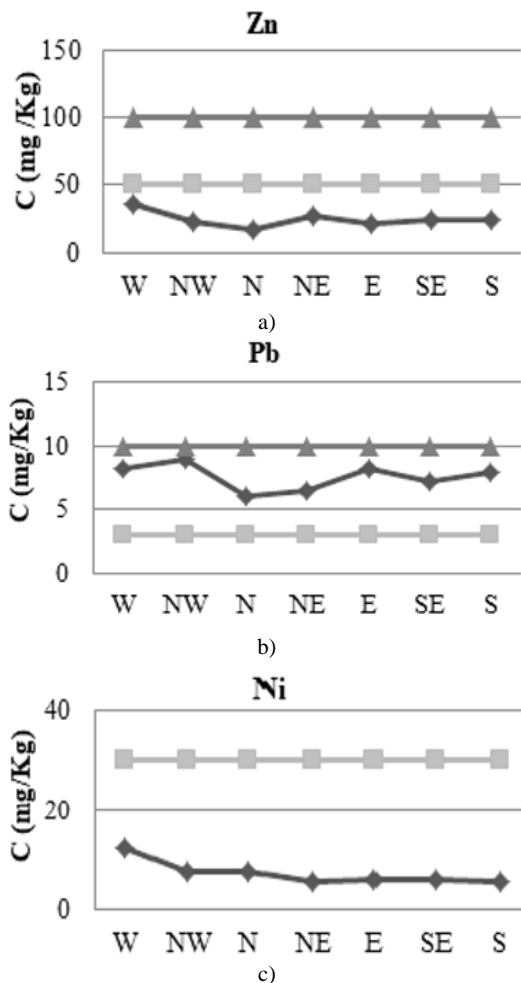 Zn
C (mg /Kg)
150
100
50
0
W NW N NE E SE S
a)
Pb
C (mg/Kg)
15
10
5
0
W NW N NE E SE S
b)
Ni
C (mg/Kg)
40
20
0
W NW N NE E SE S
c)